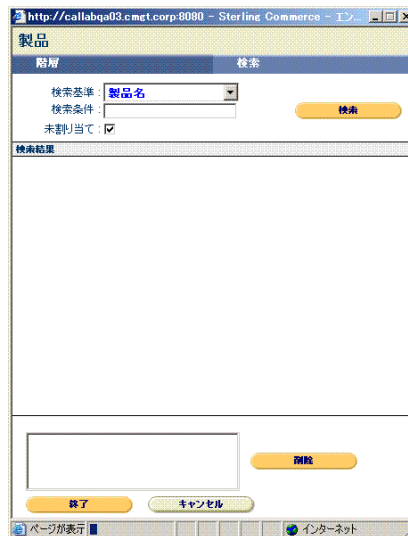 http://callabqa03.cmgt.corp:8080 - Sterling Commerce - エン...
製品
階層 検索
検索基準 : 製品名
検索条件 :
検索
未割り当て :
検索結果
削除
終了 キャンセル
ページが表示 インターネット